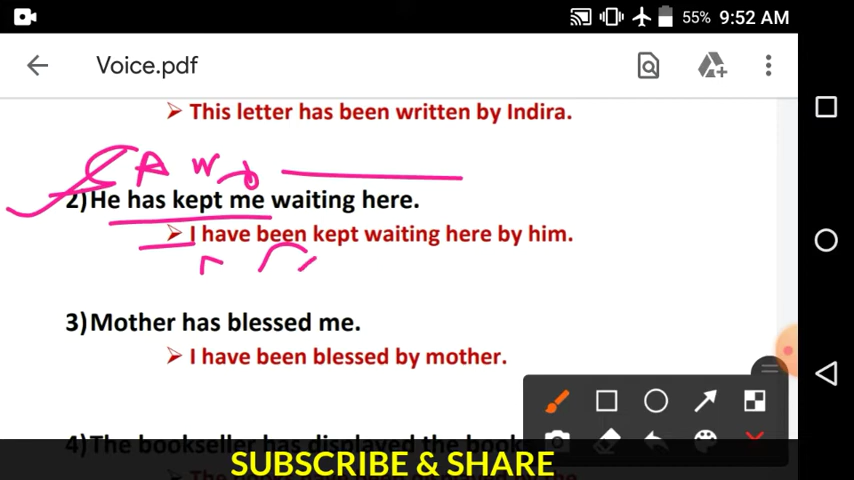 55% 9:52 AM
Voice.pdf
➢ This letter has been written by Indira.
A W
2) He has kept me waiting here.
➢ I have been kept waiting here by him.
3) Mother has blessed me.
➢ I have been blessed by mother.
4) The bookseller has displayed the book
SUBSCRIBE & SHARE